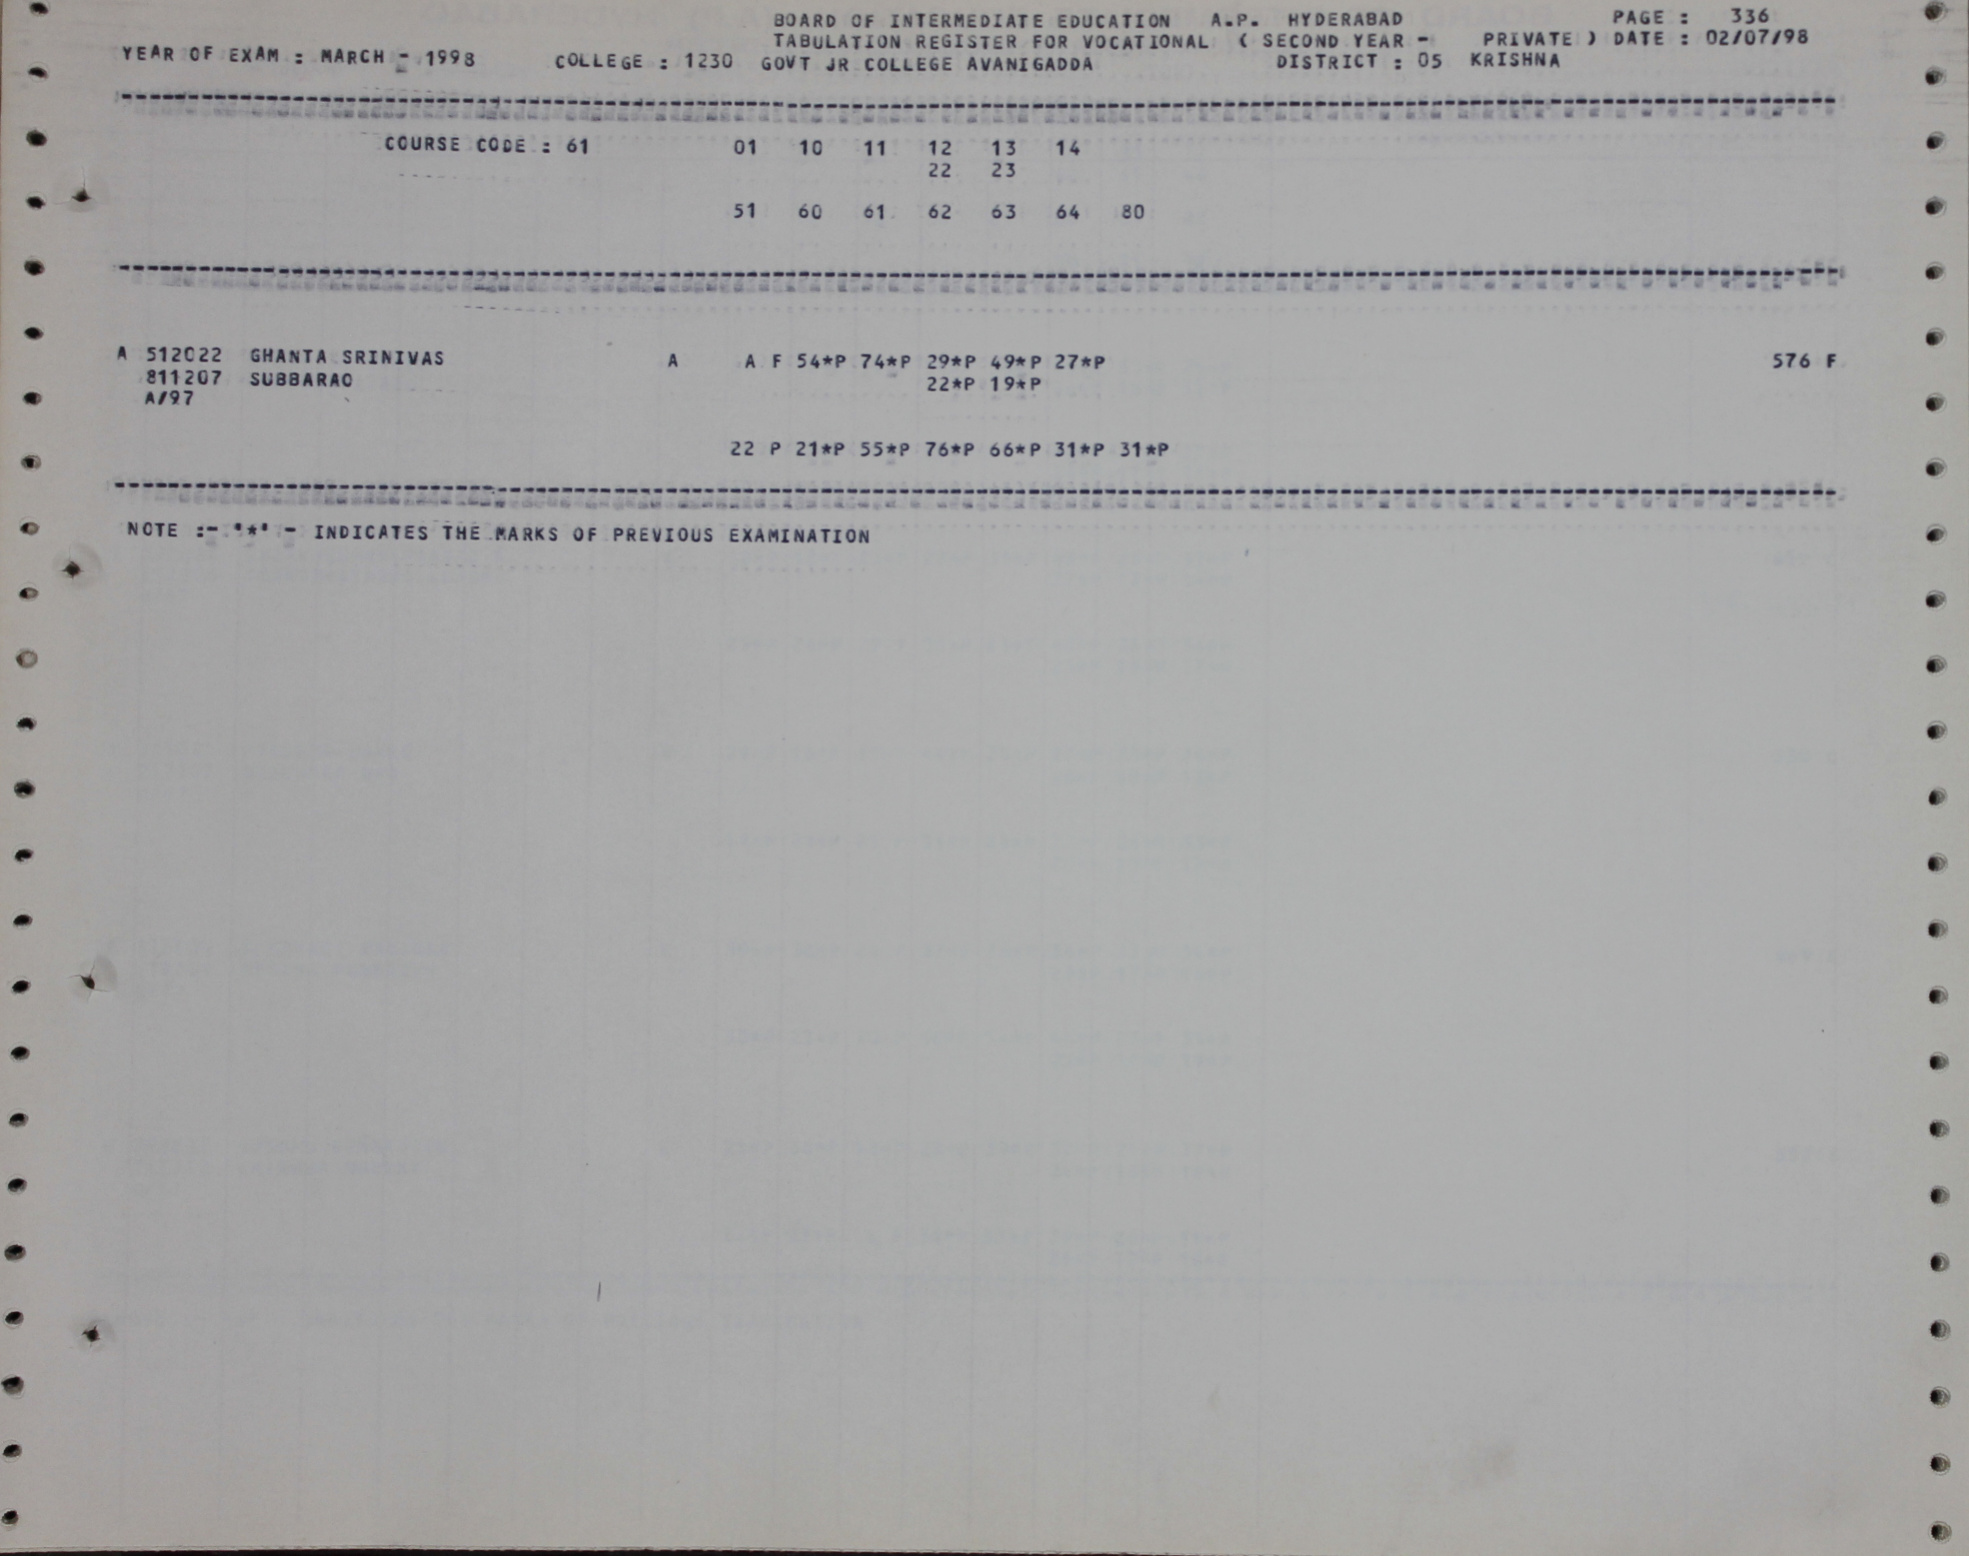 BOARD OF INTERMEDIATE EDUCATION A.P. HYDERABAD PAGE : 336
TABULATION REGISTER FOR VOCATIONAL ( SECOND YEAR - PRIVATE ) DATE : 02/07/98
YEAR OF EXAM : MARCH - 1998 COLLEGE : 1230 GOVT JR COLLEGE AVANIGADDA DISTRICT : 05 KRISHNA
COURSE CODE : 61 01 10 11 12 13 14
22 23
51 60 61 62 63 64 80
A 512022 GHANTA SRINIVAS A A F 54*P 74*P 29*P 49*P 27*P 576 F
811207 SUBBARAO 22*P 19*P
A/97
22 P 21*P 55*P 76*P 66*P 31*P 31*P
NOTE :- '*' - INDICATES THE MARKS OF PREVIOUS EXAMINATION